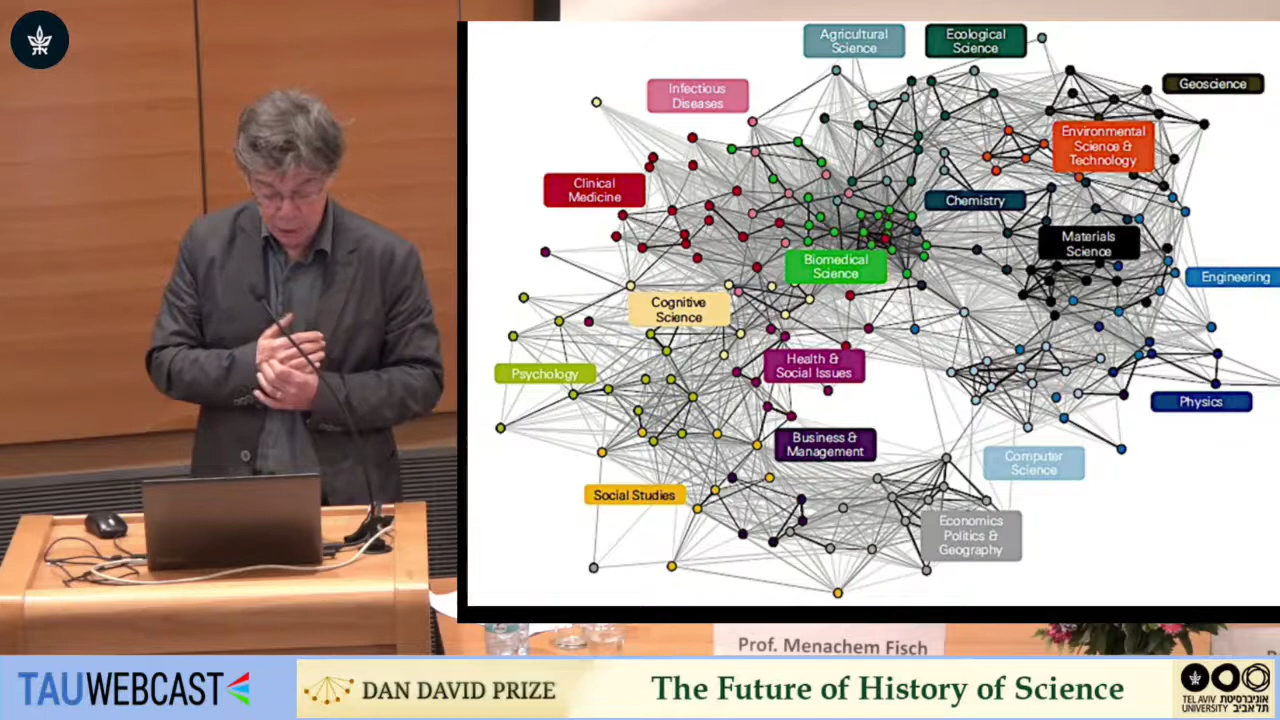 Agricultural
Science
Ecological
Science
Geoscience
Infectious
Diseases
Environmental
Science &
Technology
Clinical
Medicine
Chemistry
Materials
Science
Biomedical
Science
Engineering
Cognitive
Science
Health &
Social Issues
Psychology
Physics
Business &
Management
Computer
Science
Social Studies
Economics
Politics &
Geography
Prof. Menachem Fisch
TAUWEBCAST
DAN DAVID PRIZE
The Future of History of Science
TEL AVIV אוניברסיטת
UNIVERSITY תל אביב